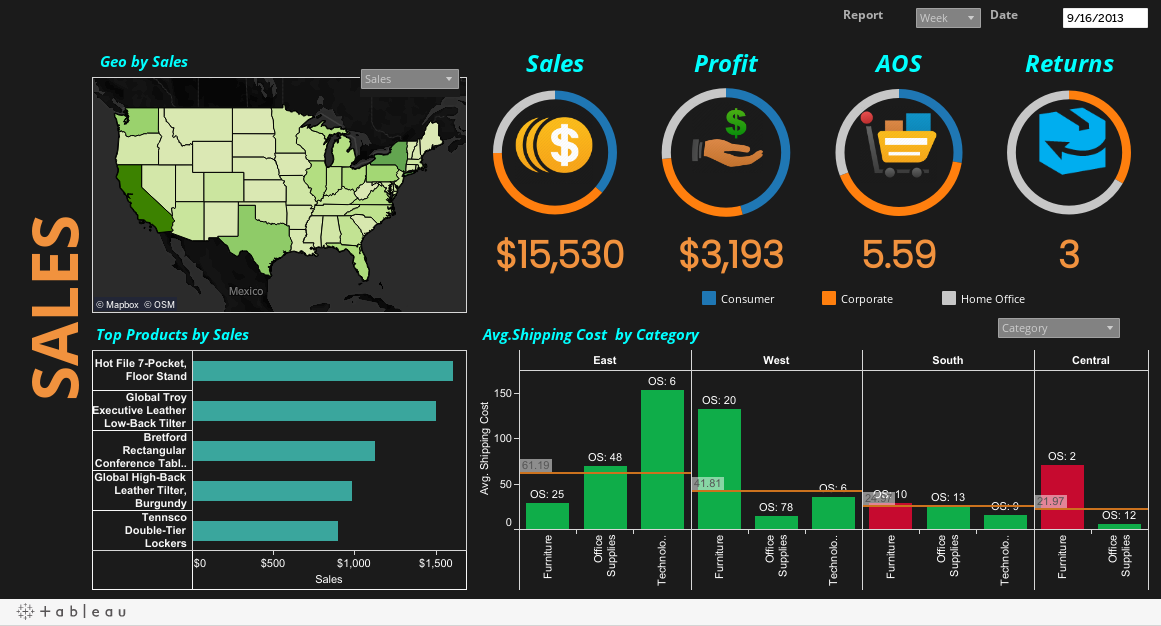 Report
Week
Date
9/16/2013
Geo by Sales
Sales
Mexico
© Mapbox © OSM
SALES
Sales
Profit
AOS
Returns
$15,530
$3,193
5.59
3
Consumer
Corporate
Home Office
Top Products by Sales
Hot File 7-Pocket,
Floor Stand
Global Troy
Executive Leather
Low-Back Tilter
Bretford
Rectangular
Conference Tabl..
Global High-Back
Leather Tilter,
Burgundy
Tennsco
Double-Tier
Lockers
$0 $500 $1,000 $1,500
Sales
Avg.Shipping Cost by Category
Category
East
West
South
Central
Avg. Shipping Cost
150
100
50
0
OS: 25
OS: 48
OS: 6
61.19
OS: 20
OS: 78
OS: 6
41.81
OS: 10
OS: 13
OS: 2
OS: 12
21.97
Furniture
Office
Supplies
Technolo..
Furniture
Office
Supplies
Technolo..
Furniture
Office
Supplies
Technolo..
Furniture
Office
Supplies
+ableau